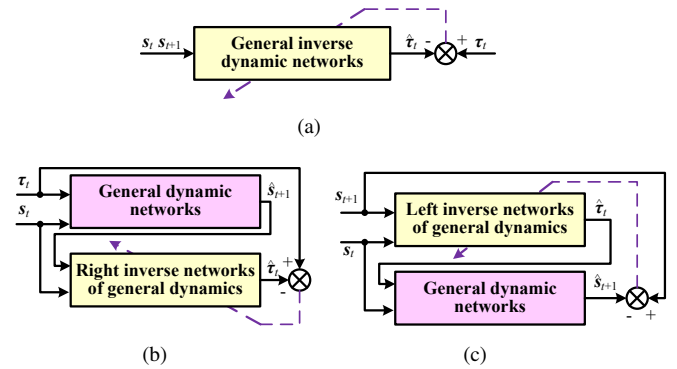 s_t s_{t+1} General inverse dynamic networks τ̂_t - + τ_t
(a)
τ_t
General dynamic networks
ŝ_{t+1}
s_t
Right inverse networks of general dynamics
τ̂_t
+
-
(b)
s_{t+1}
Left inverse networks of general dynamics
τ̂_t
s_t
General dynamic networks
ŝ_{t+1}
- +
(c)